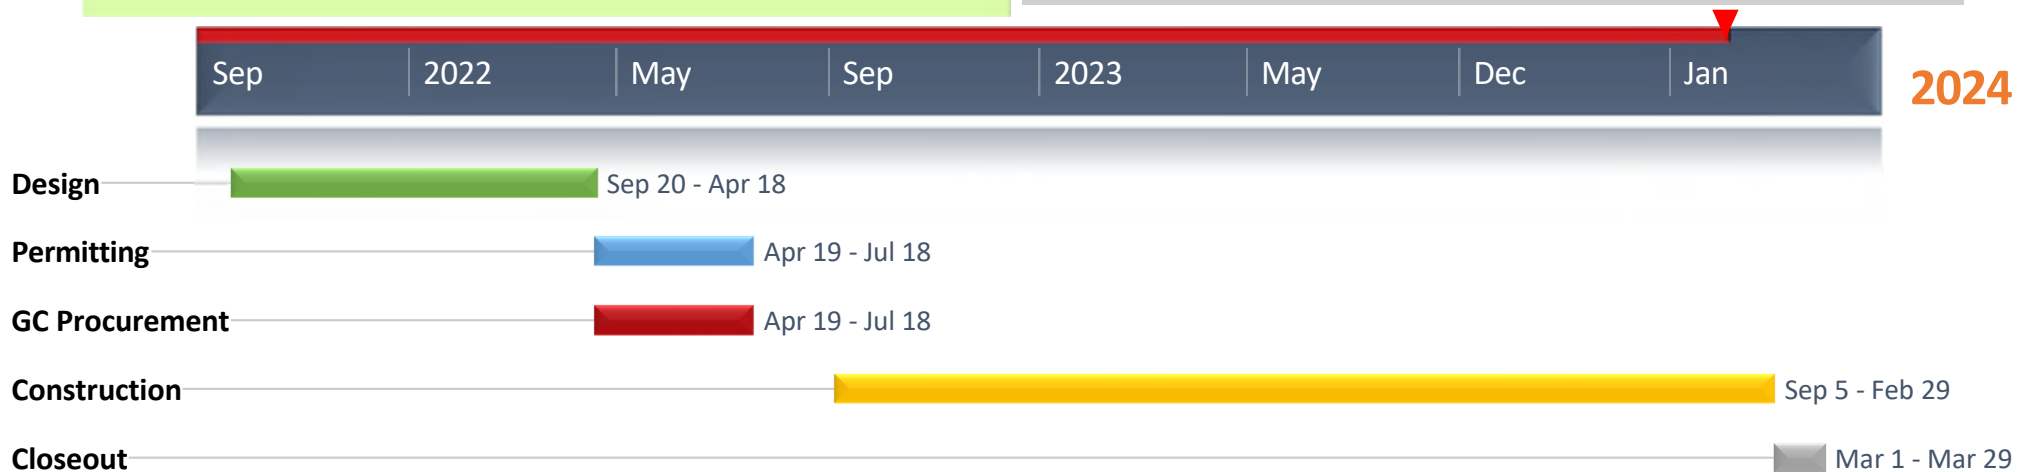 Sep 2022 May Sep 2023 May Dec Jan 2024
Design Sep 20 - Apr 18
Permitting Apr 19 - Jul 18
GC Procurement Apr 19 - Jul 18
Construction Sep 5 - Feb 29
Closeout Mar 1 - Mar 29